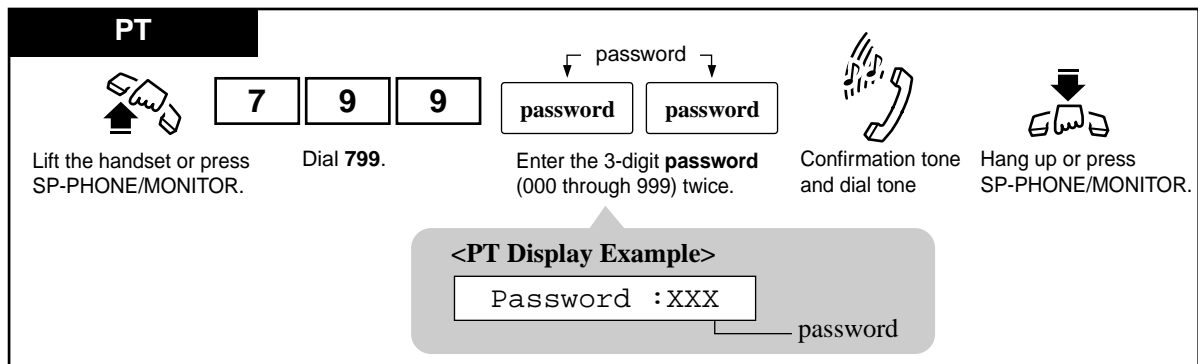 PT
password
7 9 9
password password
Lift the handset or press
SP-PHONE/MONITOR.
Dial 799.
Enter the 3-digit password
(000 through 999) twice.
Confirmation tone
and dial tone
Hang up or press
SP-PHONE/MONITOR.
<PT Display Example>
Password :XXX
password